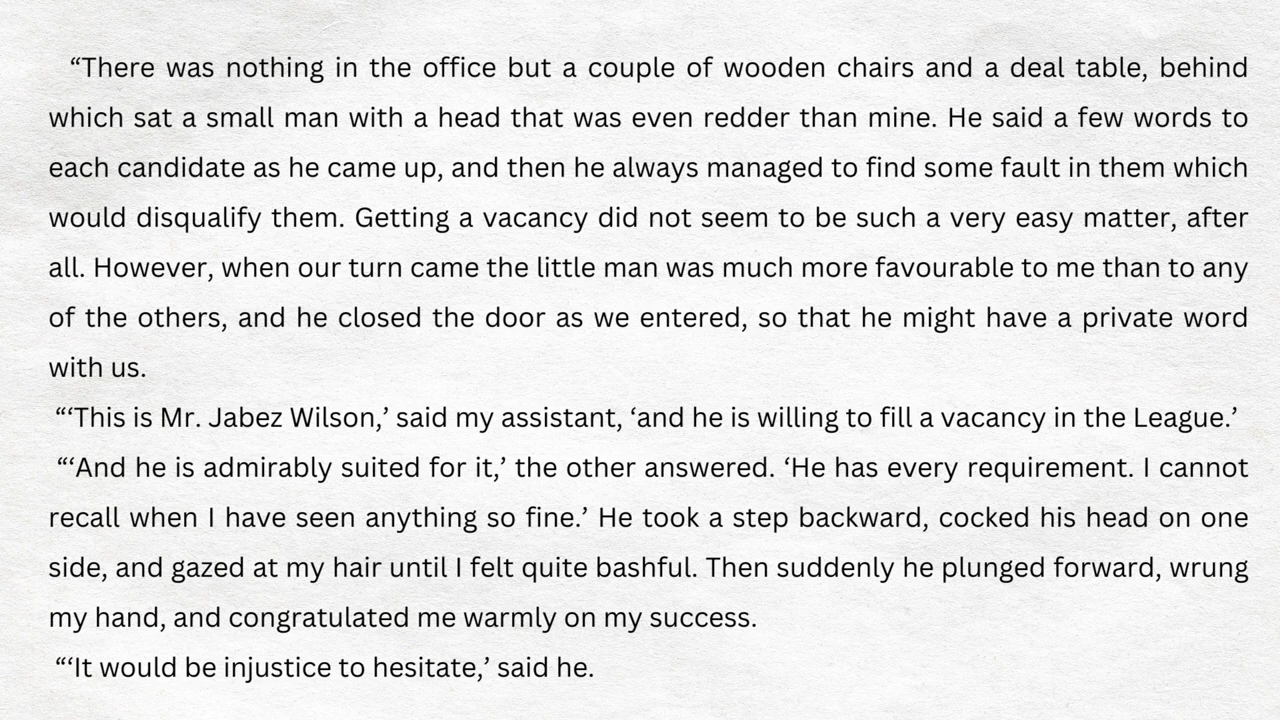 “There was nothing in the office but a couple of wooden chairs and a deal table, behind
which sat a small man with a head that was even redder than mine. He said a few words to
each candidate as he came up, and then he always managed to find some fault in them which
would disqualify them. Getting a vacancy did not seem to be such a very easy matter, after
all. However, when our turn came the little man was much more favourable to me than to any
of the others, and he closed the door as we entered, so that he might have a private word
with us.
“‘This is Mr. Jabez Wilson,’ said my assistant, ‘and he is willing to fill a vacancy in the League.’
“‘And he is admirably suited for it,’ the other answered. ‘He has every requirement. I cannot
recall when I have seen anything so fine.’ He took a step backward, cocked his head on one
side, and gazed at my hair until I felt quite bashful. Then suddenly he plunged forward, wrung
my hand, and congratulated me warmly on my success.
“‘It would be injustice to hesitate,’ said he.